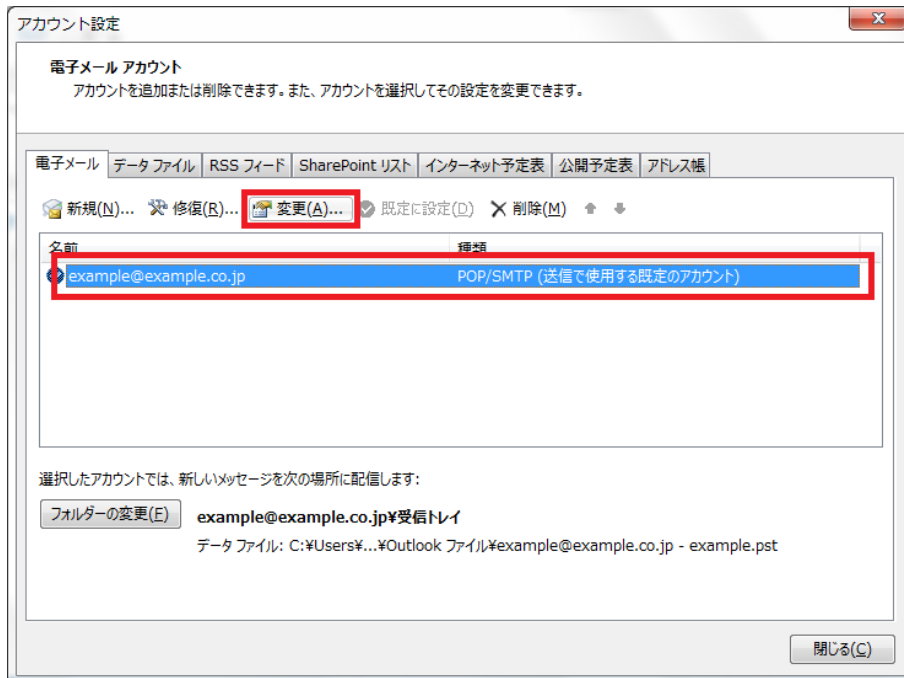 アカウント設定
電子メール アカウント
アカウントを追加または削除できます。また、アカウントを選択してその設定を変更できます。
電子メール データ ファイル RSS フィード SharePoint リスト インターネット予定表 公開予定表 アドレス帳
新規(N)... 修復(R)... 変更(A)... 既定に設定(D) 削除(M)
名前 種類
example@example.co.jp POP/SMTP (送信で使用する既定のアカウント)
選択したアカウントでは、新しいメッセージを次の場所に配信します:
フォルダーの変更(F) example@example.co.jp¥受信トレイ
データ ファイル: C:¥Users¥...¥Outlook ファイル¥example@example.co.jp - example.pst
閉じる(C)